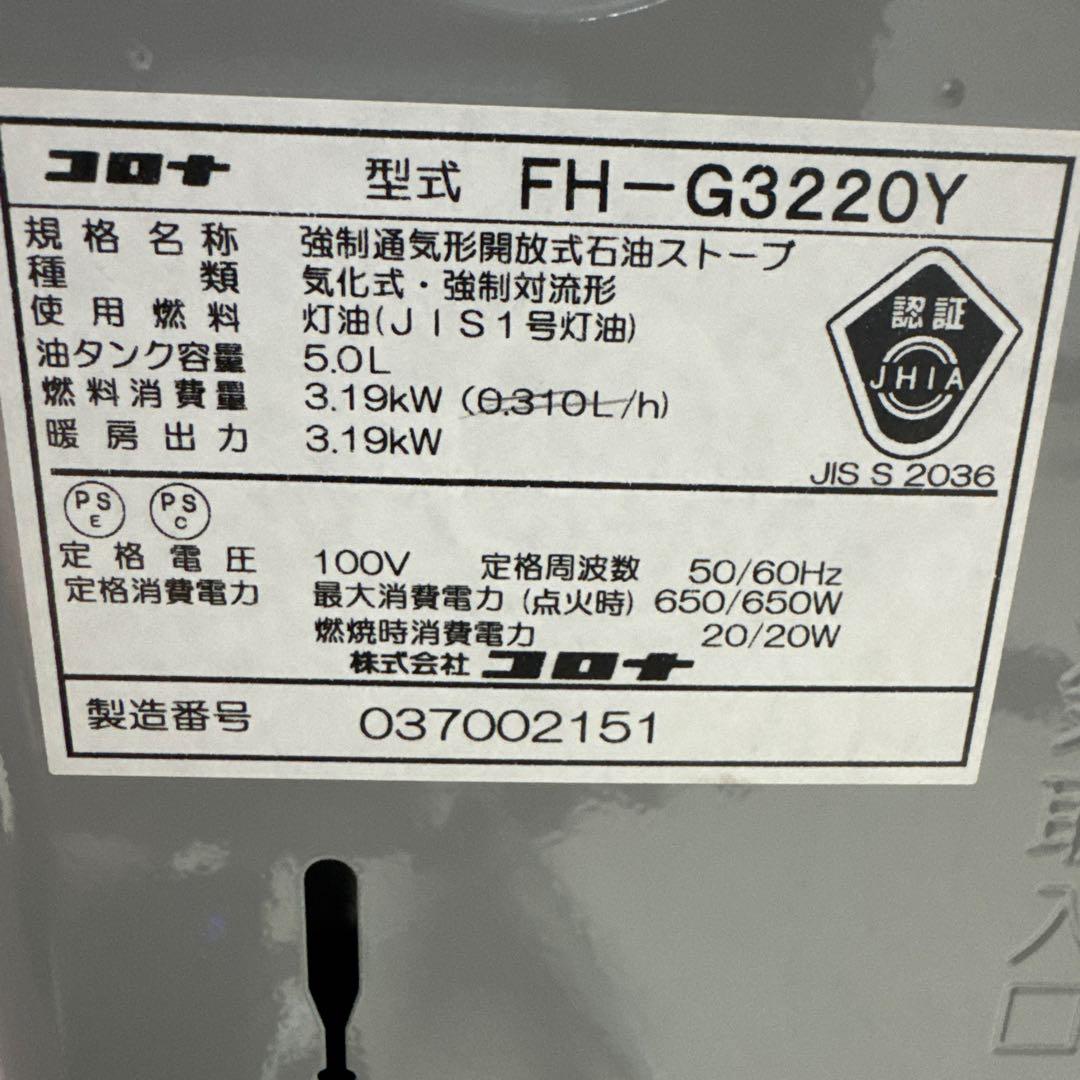 コロナ 型式 FH-G3220Y
規格名称 強制通気形開放式石油ストーブ
種類 気化式・強制対流形
使用燃料 灯油(JIS1号灯油)
油タンク容量 5.0L
燃料消費量 3.19kW (0.310L/h)
暖房出力 3.19kW
認証
JHIA
JIS S 2036
PS E PS C
定格電圧 100V 定格周波数 50/60Hz
定格消費電力 最大消費電力(点火時) 650/650W
燃焼時消費電力 20/20W
株式会社 コロナ
製造番号 037002151
取入口